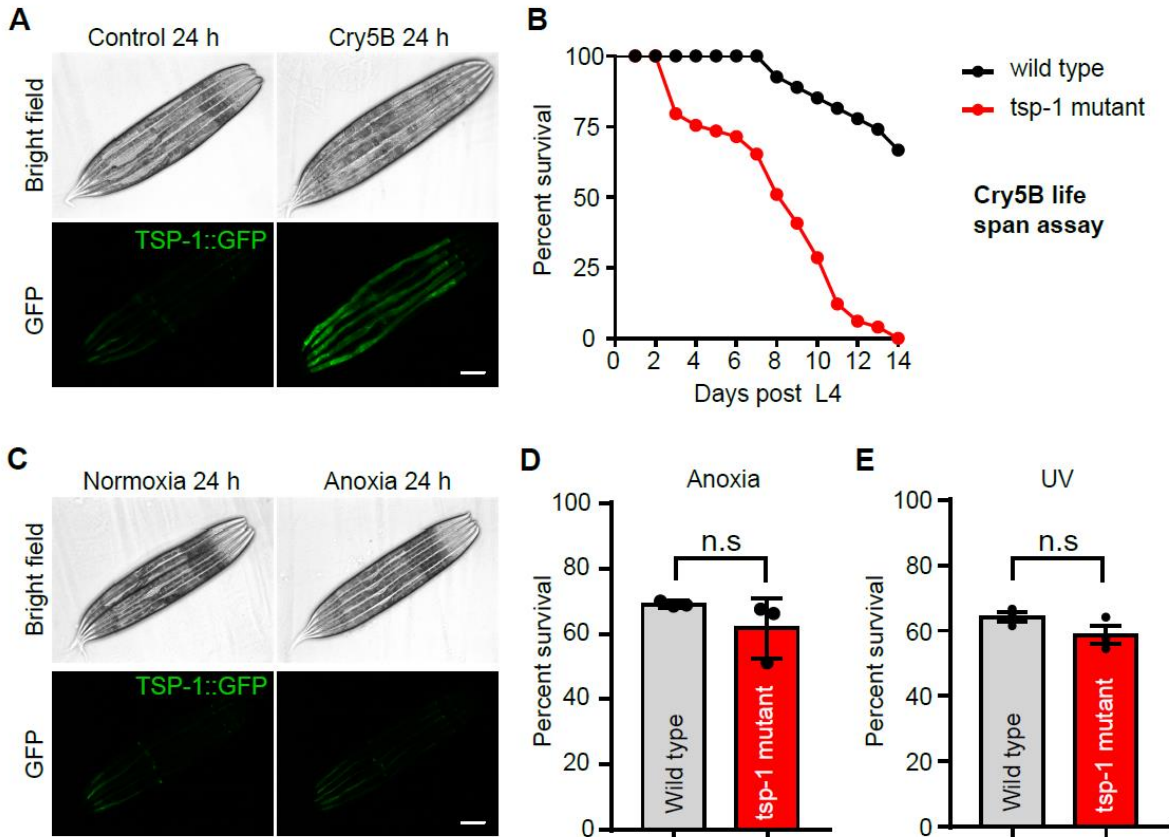 A
Control 24 h
Cry5B 24 h
Bright field
TSP-1::GFP
GFP
B
100
75
50
25
0
Percent survival
0 2 4 6 8 10 12 14
Days post L4
wild type
tsp-1 mutant
Cry5B life
span assay
C
Normoxia 24 h
Anoxia 24 h
Bright field
TSP-1::GFP
GFP
D
Anoxia
n.s
100
80
60
40
20
0
Percent survival
Wild type
tsp-1 mutant
E
UV
n.s
100
80
60
40
20
0
Percent survival
Wild type
tsp-1 mutant